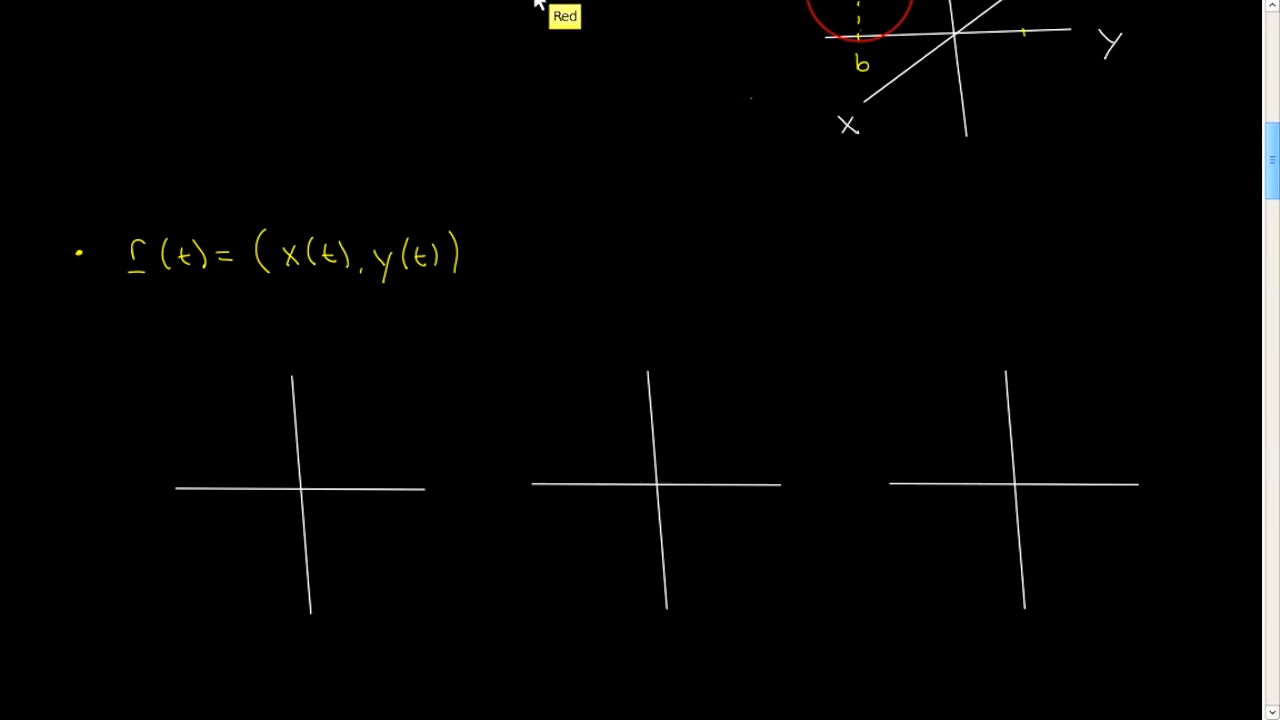 Red
y
b
x
• r(t) = (x(t), y(t))